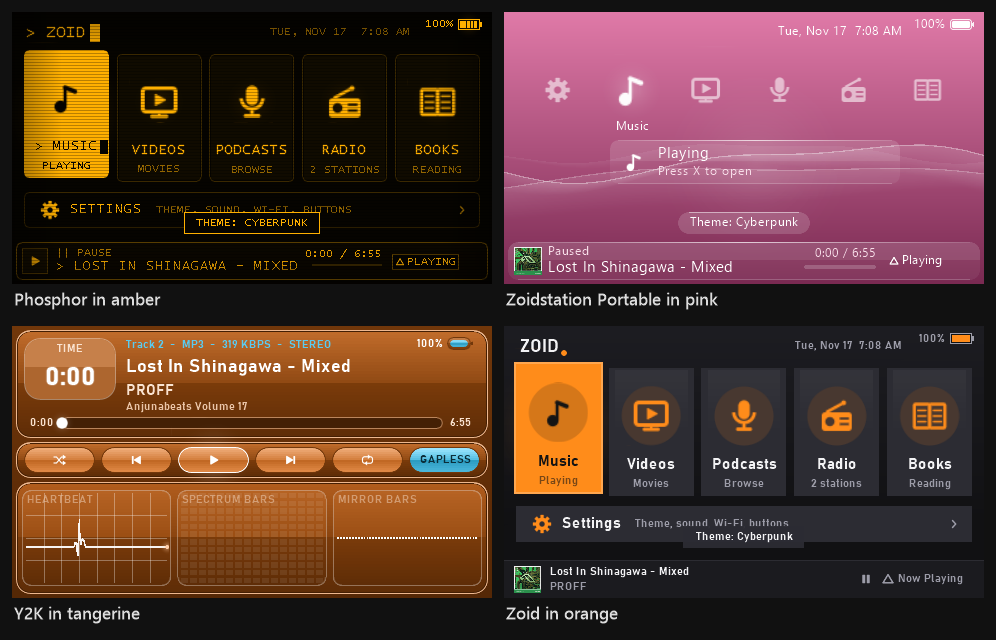 > ZOID
TUE, NOV 17 7:08 AM
100%
> MUSIC
PLAYING
VIDEOS
MOVIES
PODCASTS
BROWSE
RADIO
2 STATIONS
BOOKS
READING
SETTINGS THEME, SOUND, WI-FI, BUTTONS
THEME: CYBERPUNK
|| PAUSE
> LOST IN SHINAGAWA - MIXED
0:00 / 6:55
PLAYING
Phosphor in amber
Tue, Nov 17 7:08 AM
100%
Music
Playing
Press X to open
Theme: Cyberpunk
Paused
Lost In Shinagawa - Mixed
0:00 / 6:55
Playing
Zoidstation Portable in pink
TIME
0:00
Track 2 - MP3 - 319 KBPS - STEREO
100%
Lost In Shinagawa - Mixed
PROFF
Anjunabeats Volume 17
0:00
6:55
GAPLESS
HEARTBEAT
SPECTRUM BARS
MIRROR BARS
Y2K in tangerine
ZOID.
Tue, Nov 17 7:08 AM
100%
Music
Playing
Videos
Movies
Podcasts
Browse
Radio
2 stations
Books
Reading
Settings Theme, sound, Wi-Fi, buttons
Theme: Cyberpunk
Lost In Shinagawa - Mixed
PROFF
Now Playing
Zoid in orange